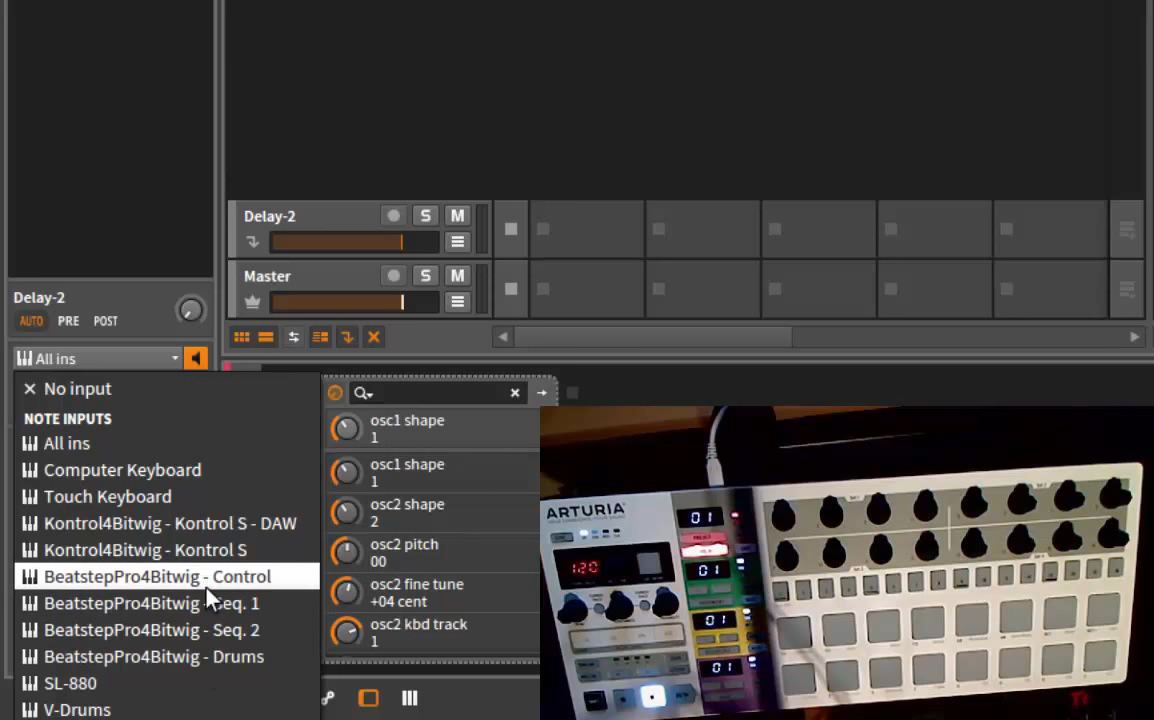 Delay-2
S M
Master
S M
Delay-2
AUTO PRE POST
All ins
No input
NOTE INPUTS
All ins
Computer Keyboard
Touch Keyboard
Kontrol4Bitwig - Kontrol S - DAW
Kontrol4Bitwig - Kontrol S
BeatstepPro4Bitwig - Control
BeatstepPro4Bitwig - Seq. 1
BeatstepPro4Bitwig - Seq. 2
BeatstepPro4Bitwig - Drums
SL-880
V-Drums
osc1 shape
1
osc1 shape
1
osc2 shape
2
osc2 pitch
00
osc2 fine tune
+04 cent
osc2 kbd track
1
ARTURIA
120
01
01
01
01